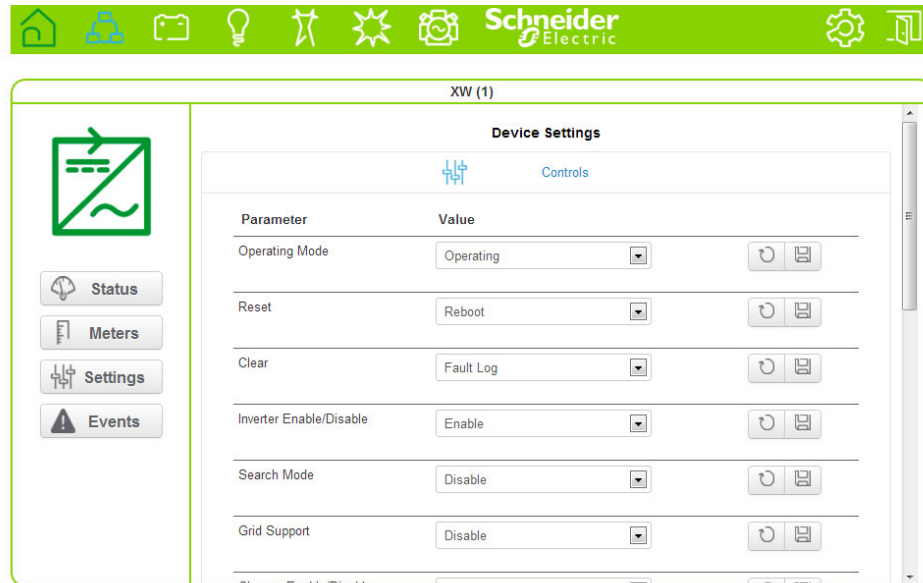 Schneider
Electric
XW (1)
Status
Meters
Settings
Events
Device Settings
Controls
Parameter Value
Operating Mode Operating
Reset Reboot
Clear Fault Log
Inverter Enable/Disable Enable
Search Mode Disable
Grid Support Disable